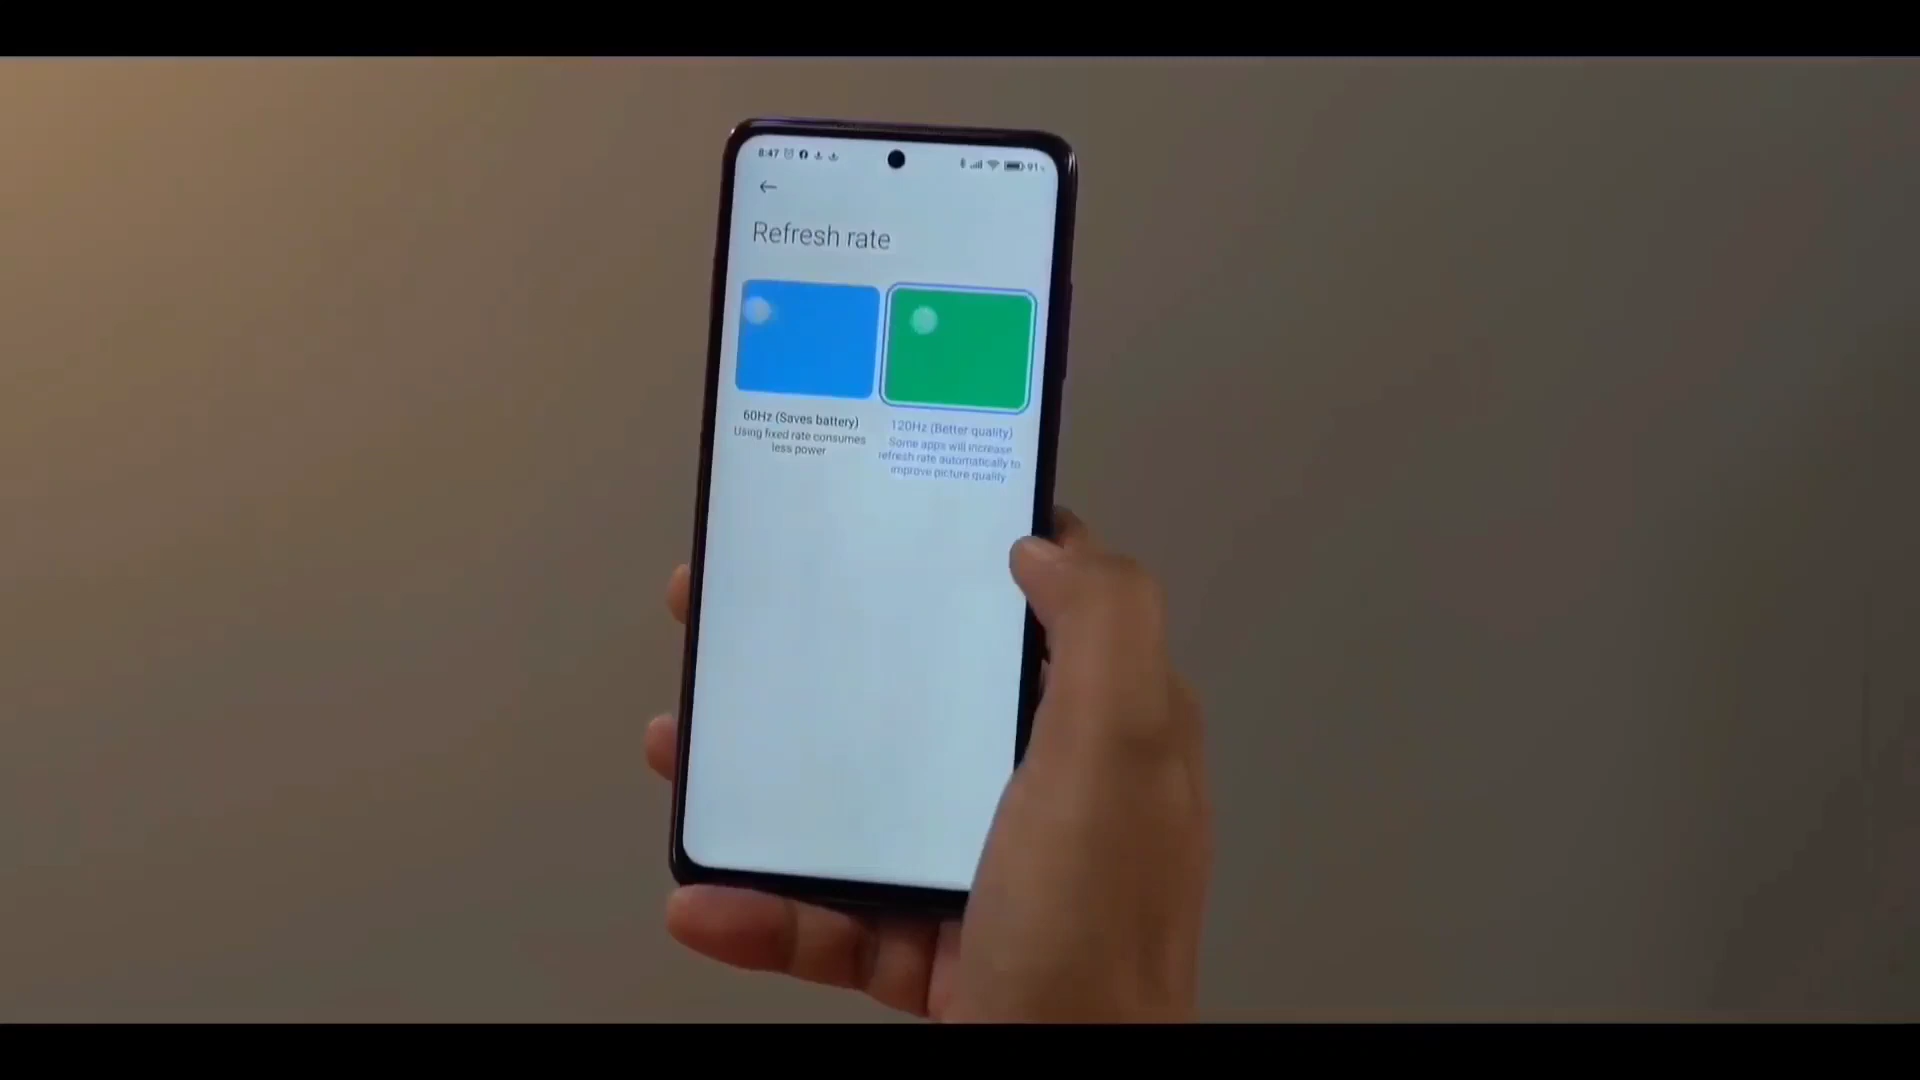 8:47
91
Refresh rate
60Hz (Saves battery)
Using fixed rate consumes
less power
120Hz (Better quality)
Some apps will increase
refresh rate automatically to
improve picture quality